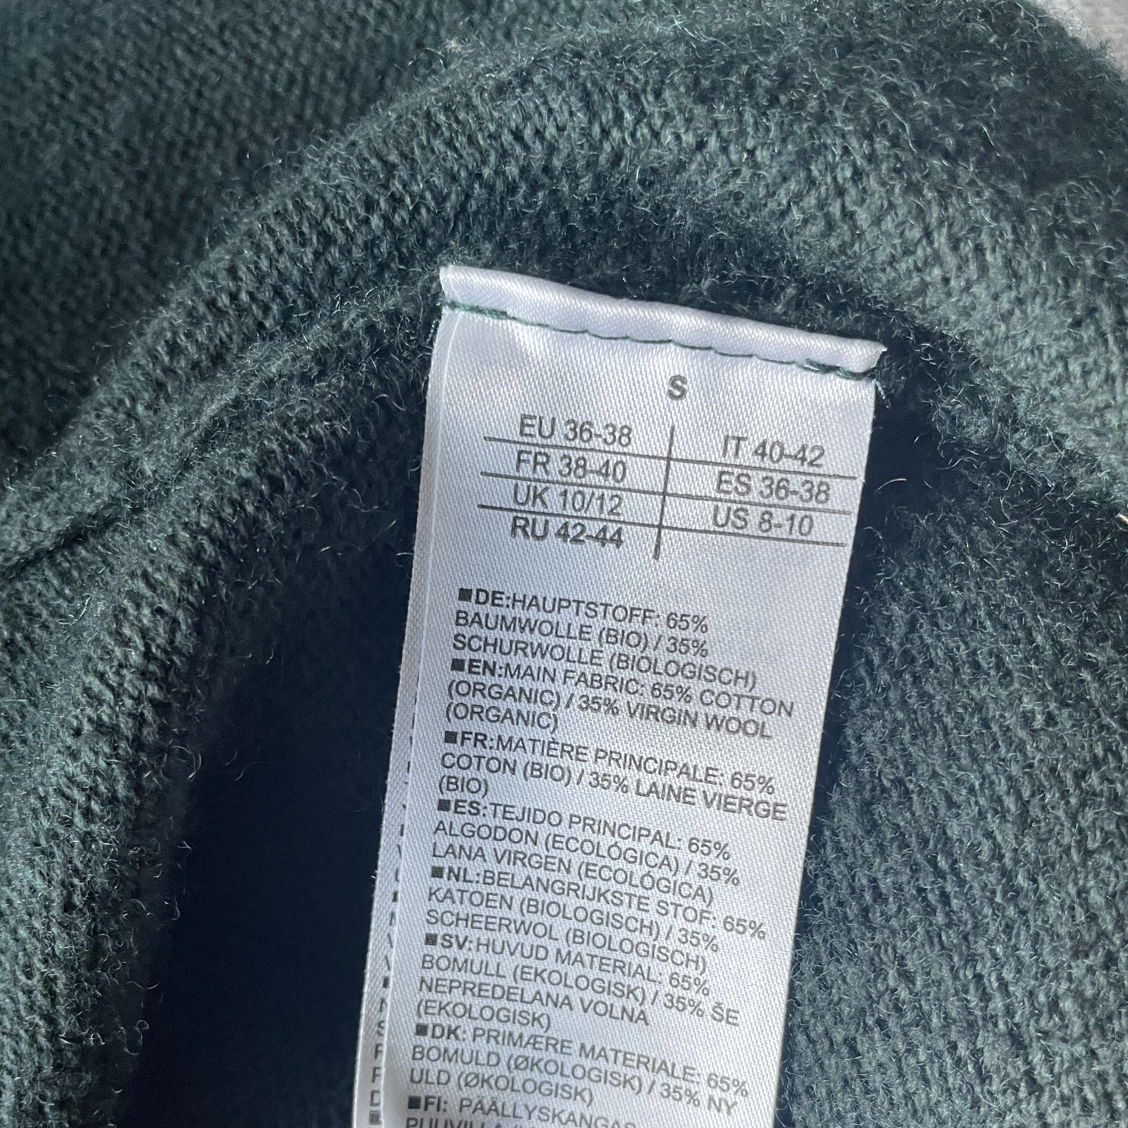 S
EU 36-38 IT 40-42
FR 38-40 ES 36-38
UK 10/12 US 8-10
RU 42-44
■DE:HAUPTSTOFF: 65%
BAUMWOLLE (BIO) / 35%
SCHURWOLLE (BIOLOGISCH)
■EN:MAIN FABRIC: 65% COTTON
(ORGANIC) / 35% VIRGIN WOOL
(ORGANIC)
■FR:MATIÈRE PRINCIPALE: 65%
COTON (BIO) / 35% LAINE VIERGE
(BIO)
■ES:TEJIDO PRINCIPAL: 65%
ALGODON (ECOLÓGICA) / 35%
LANA VIRGEN (ECOLÓGICA)
■NL:BELANGRIJKSTE STOF: 65%
KATOEN (BIOLOGISCH) / 35%
SCHEERWOL (BIOLOGISCH)
■SV:HUVUD MATERIAL: 65%
BOMULL (EKOLOGISK) / 35% ŠE
NEPREDELANA VOLNA
(EKOLOGISK)
■DK: PRIMÆRE MATERIALE: 65%
BOMULD (ØKOLOGISK) / 35% NY
ULD (ØKOLOGISK)
■FI: PÄÄLLYSKANGAS